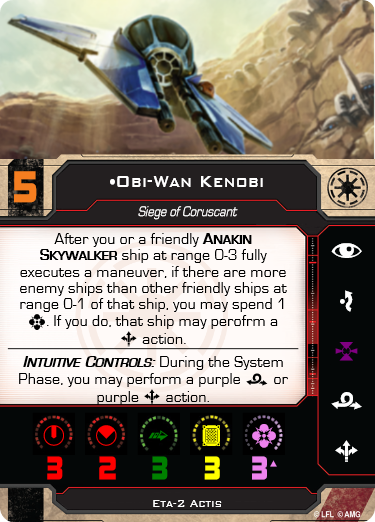 5
•Obi-Wan Kenobi
Siege of Coruscant
After you or a friendly Anakin
Skywalker ship at range 0-3 fully
executes a maneuver, if there are more
enemy ships than other friendly ships at
range 0-1 of that ship, you may spend 1
. If you do, that ship may perofrm a
action.
Intuitive Controls: During the System
Phase, you may perform a purple or
purple action.
3 2 3 3 3
Eta-2 Actis
© LFL © AMG